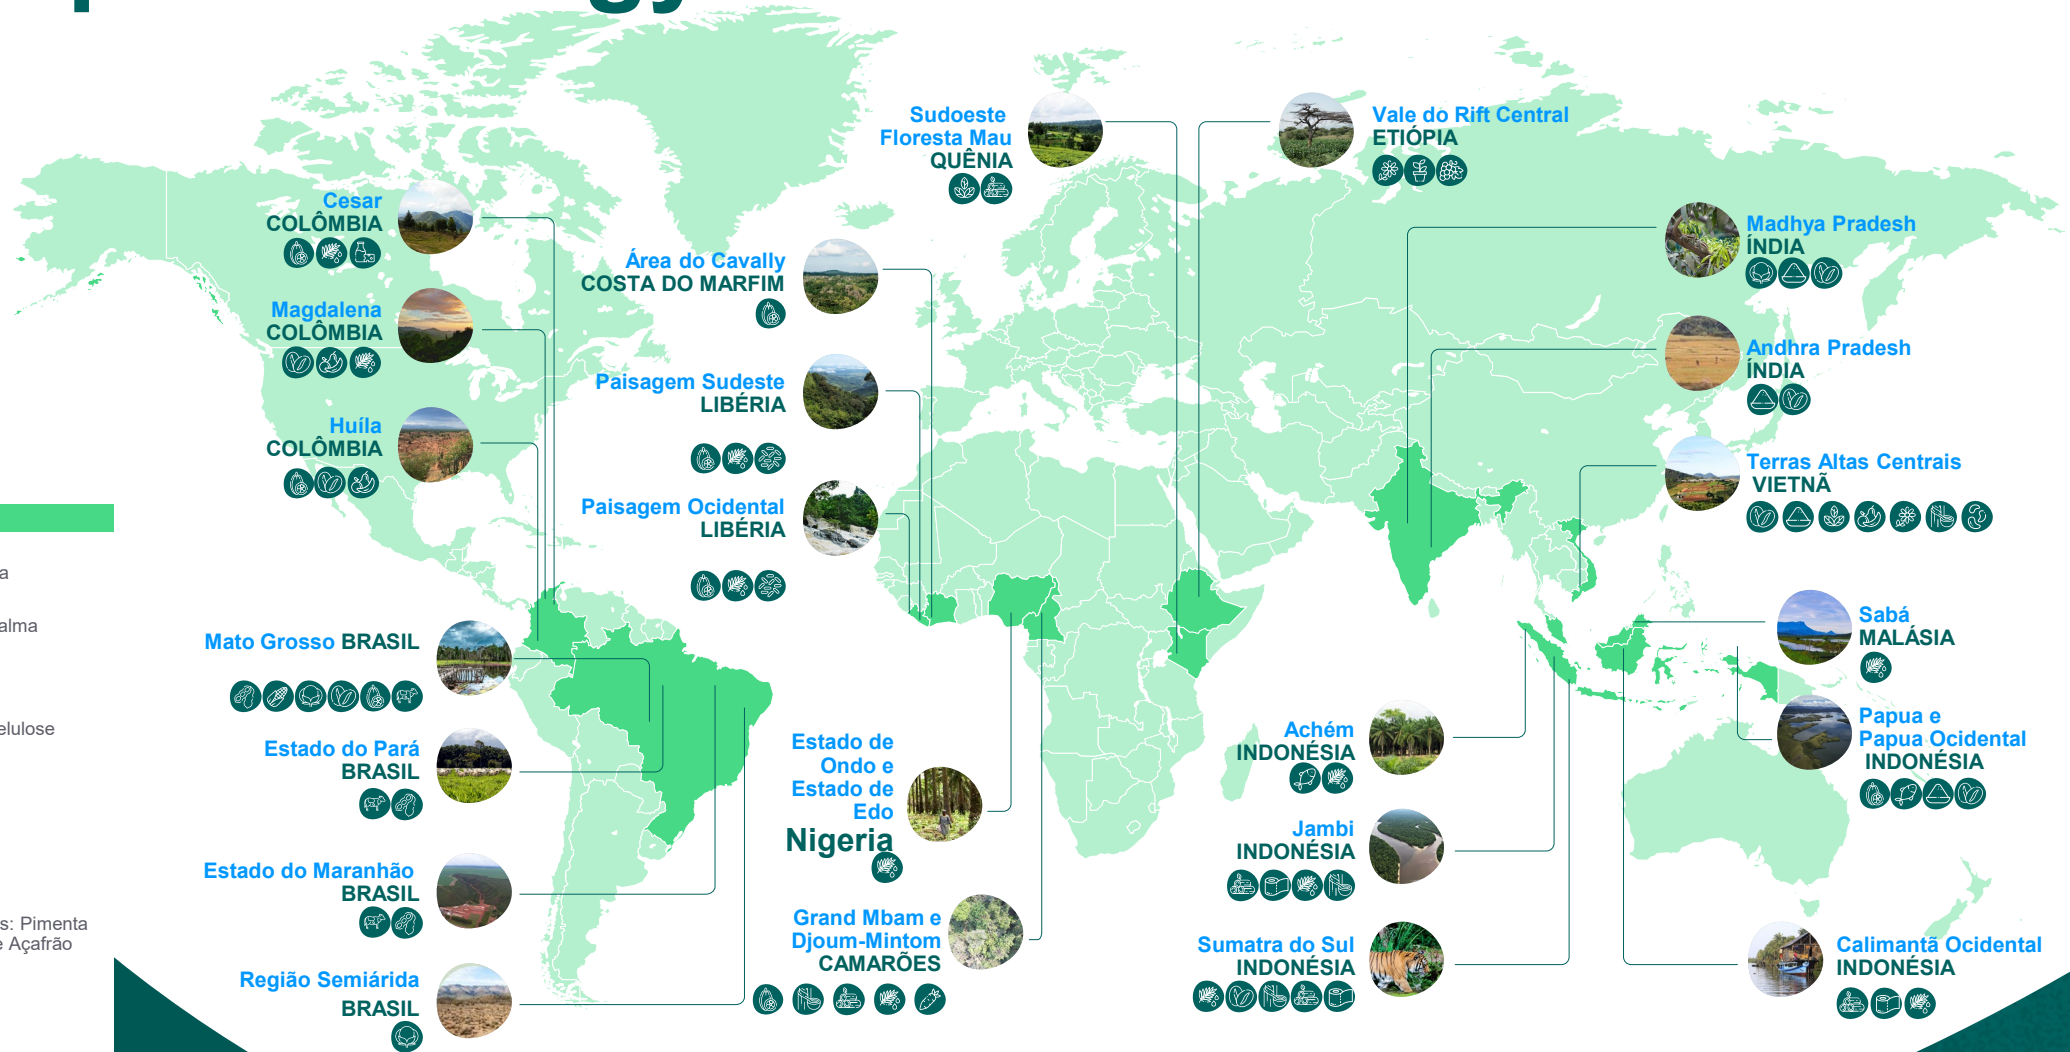 Sudoeste
Floresta Mau
QUÊNIA
Vale do Rift Central
ETIÓPIA
Cesar
COLÔMBIA
Magdalena
COLÔMBIA
Huíla
COLÔMBIA
Área do Cavally
COSTA DO MARFIM
Paisagem Sudeste
LIBÉRIA
Paisagem Ocidental
LIBÉRIA
Madhya Pradesh
ÍNDIA
Andhra Pradesh
ÍNDIA
Terras Altas Centrais
VIETNÃ
Mato Grosso BRASIL
Estado do Pará
BRASIL
Estado do Maranhão
BRASIL
Região Semiárida
BRASIL
Estado de
Ondo e
Estado de
Edo
Nigeria
Grand Mbam e
Djoum-Mintom
CAMARÕES
Achém
INDONÉSIA
Jambi
INDONÉSIA
Sumatra do Sul
INDONÉSIA
Sabá
MALÁSIA
Papua e
Papua Ocidental
INDONÉSIA
Calimantã Ocidental
INDONÉSIA
a
alma
elulose
s: Pimenta
e Açafrão